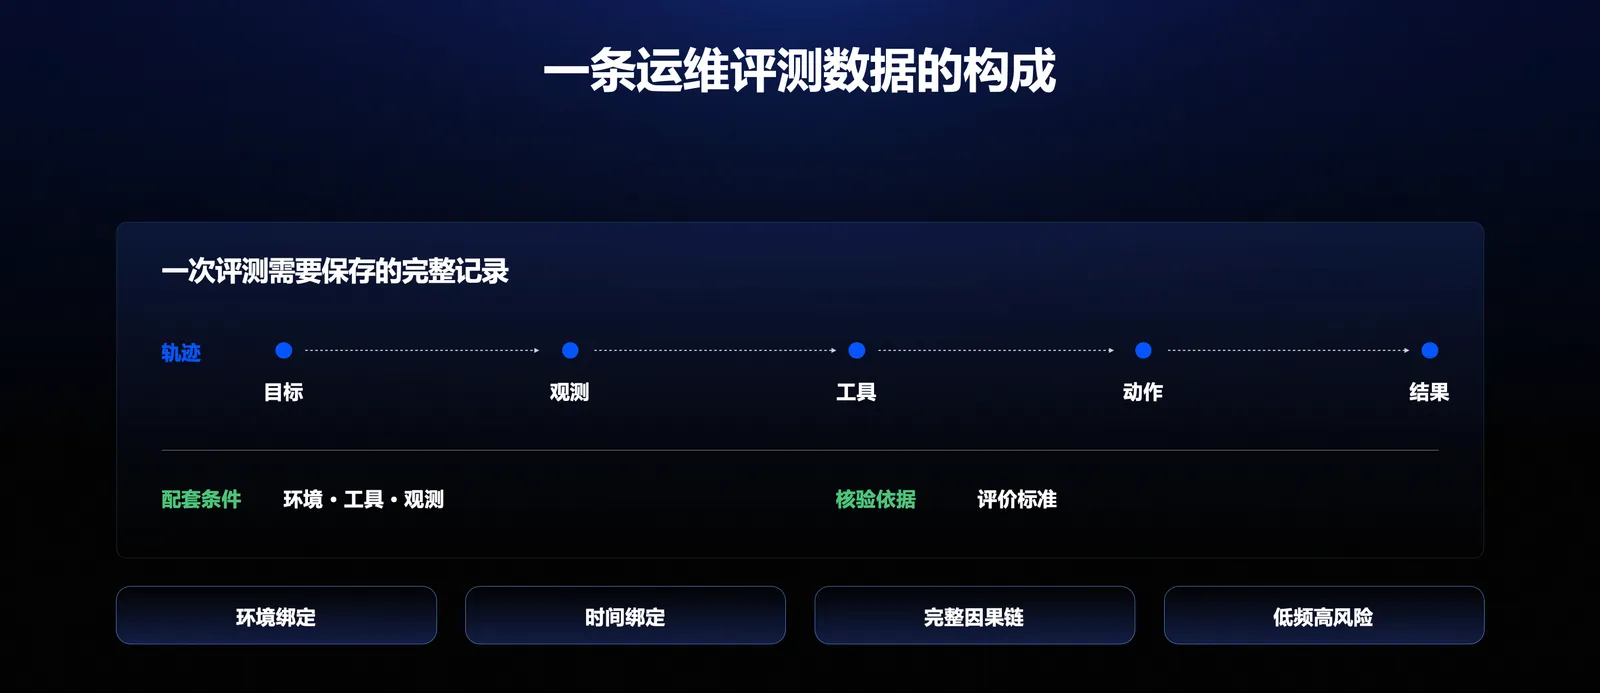 一条运维评测数据的构成
一次评测需要保存的完整记录
轨迹
目标
观测
工具
动作
结果
配套条件 环境·工具·观测
核验依据 评价标准
环境绑定
时间绑定
完整因果链
低频高风险